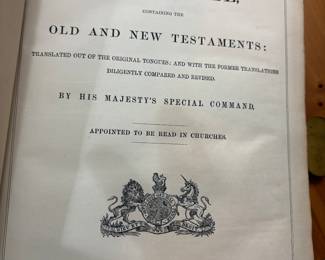 CONTAINING THE
OLD AND NEW TESTAMENTS:
TRANSLATED OUT OF THE ORIGINAL TONGUES; AND WITH THE FORMER TRANSLATIONS
DILIGENTLY COMPARED AND REVISED,
BY HIS MAJESTY'S SPECIAL COMMAND,
APPOINTED TO BE READ IN CHURCHES.